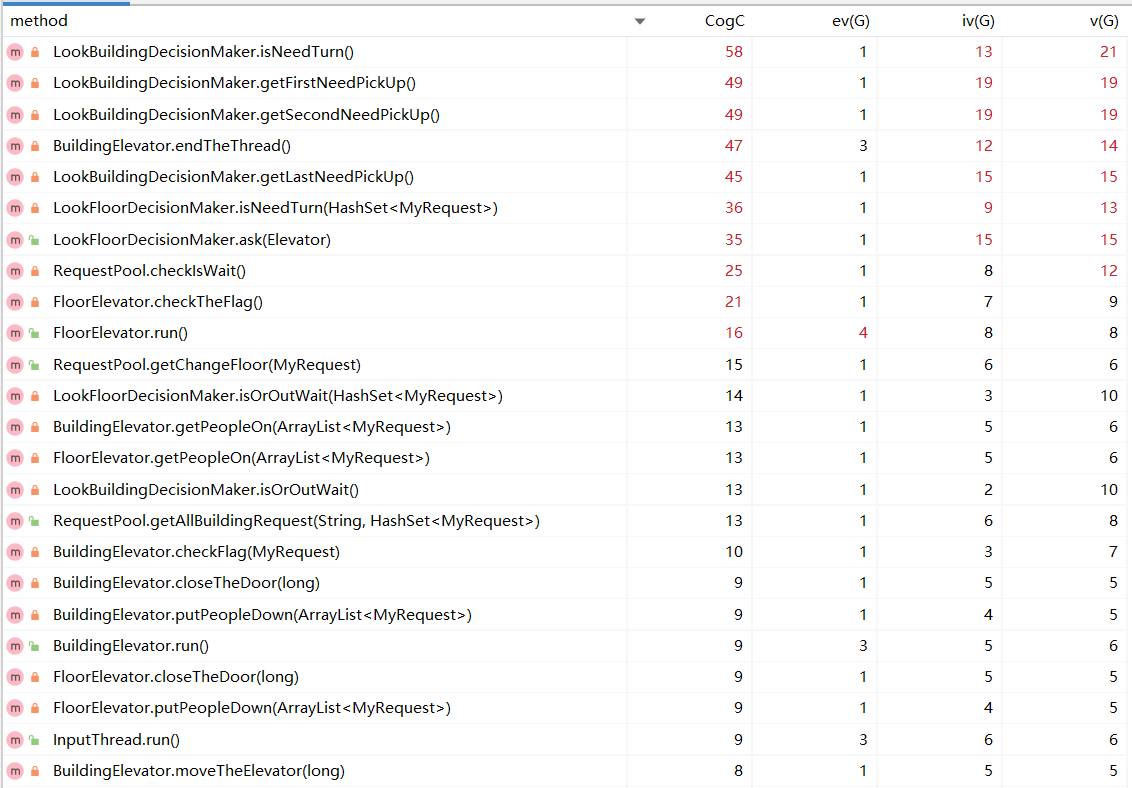 method CogC ev(G) iv(G) v(G)
m LookBuildingDecisionMaker.isNeedTurn() 58 1 13 21
m LookBuildingDecisionMaker.getFirstNeedPickUp() 49 1 19 19
m LookBuildingDecisionMaker.getSecondNeedPickUp() 49 1 19 19
m BuildingElevator.endTheThread() 47 3 12 14
m LookBuildingDecisionMaker.getLastNeedPickUp() 45 1 15 15
m LookFloorDecisionMaker.isNeedTurn(HashSet<MyRequest>) 36 1 9 13
m LookFloorDecisionMaker.ask(Elevator) 35 1 15 15
m RequestPool.checkIsWait() 25 1 8 12
m FloorElevator.checkTheFlag() 21 1 7 9
m FloorElevator.run() 16 4 8 8
m RequestPool.getChangeFloor(MyRequest) 15 1 6 6
m LookFloorDecisionMaker.isOrOutWait(HashSet<MyRequest>) 14 1 3 10
m BuildingElevator.getPeopleOn(ArrayList<MyRequest>) 13 1 5 6
m FloorElevator.getPeopleOn(ArrayList<MyRequest>) 13 1 5 6
m LookBuildingDecisionMaker.isOrOutWait() 13 1 2 10
m RequestPool.getAllBuildingRequest(String, HashSet<MyRequest>) 13 1 6 8
m BuildingElevator.checkFlag(MyRequest) 10 1 3 7
m BuildingElevator.closeTheDoor(long) 9 1 5 5
m BuildingElevator.putPeopleDown(ArrayList<MyRequest>) 9 1 4 5
m BuildingElevator.run() 9 3 5 6
m FloorElevator.closeTheDoor(long) 9 1 5 5
m FloorElevator.putPeopleDown(ArrayList<MyRequest>) 9 1 4 5
m InputThread.run() 9 3 6 6
m BuildingElevator.moveTheElevator(long) 8 1 5 5